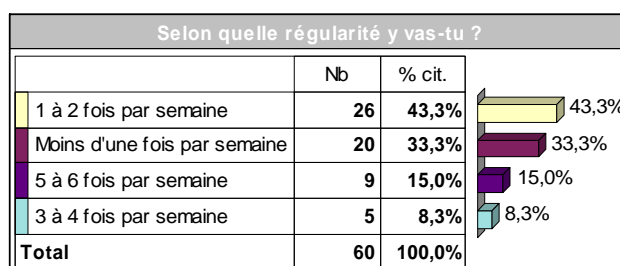 Selon quelle régularité y vas-tu ?
Nb % cit.
1 à 2 fois par semaine 26 43,3% 43,3%
Moins d'une fois par semaine 20 33,3% 33,3%
5 à 6 fois par semaine 9 15,0% 15,0%
3 à 4 fois par semaine 5 8,3% 8,3%
Total 60 100,0%